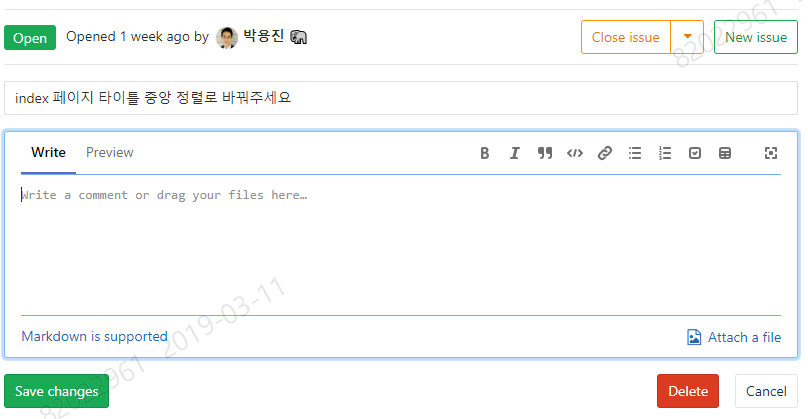 Open Opened 1 week ago by 박용진 Close issue New issue
index 페이지 타이틀 중앙 정렬로 바꿔주세요
Write Preview
Write a comment or drag your files here…
Markdown is supported Attach a file
Save changes Delete Cancel
82022961 2019-03-11
82022961